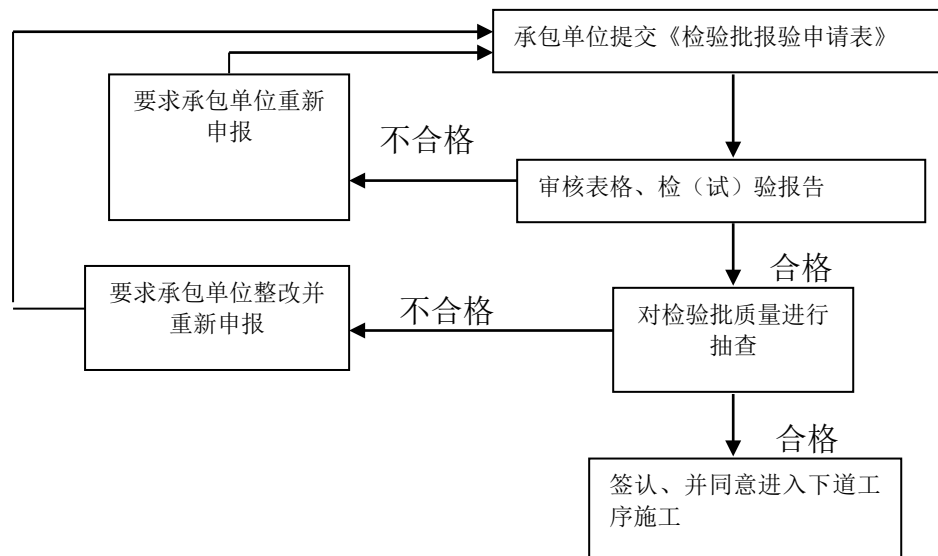 承包单位提交《检验批报验申请表》
要求承包单位重新
申报
不合格
审核表格、检（试）验报告
合格
要求承包单位整改并
重新申报
不合格
对检验批质量进行
抽查
合格
签认、并同意进入下道工
序施工